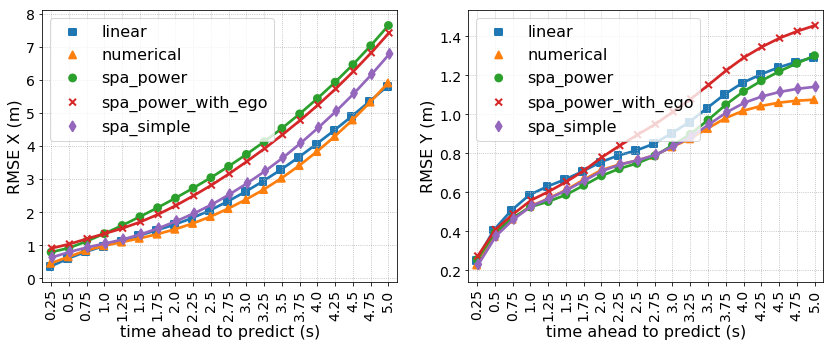 8
7
6
5
4
3
2
1
0
RMSE X (m)
linear
numerical
spa_power
spa_power_with_ego
spa_simple
0.25 0.5 0.75 1.0 1.25 1.5 1.75 2.0 2.25 2.5 2.75 3.0 3.25 3.5 3.75 4.0 4.25 4.5 4.75 5.0
time ahead to predict (s)
1.4
1.2
1.0
0.8
0.6
0.4
0.2
RMSE Y (m)
linear
numerical
spa_power
spa_power_with_ego
spa_simple
0.25 0.5 0.75 1.0 1.25 1.5 1.75 2.0 2.25 2.5 2.75 3.0 3.25 3.5 3.75 4.0 4.25 4.5 4.75 5.0
time ahead to predict (s)